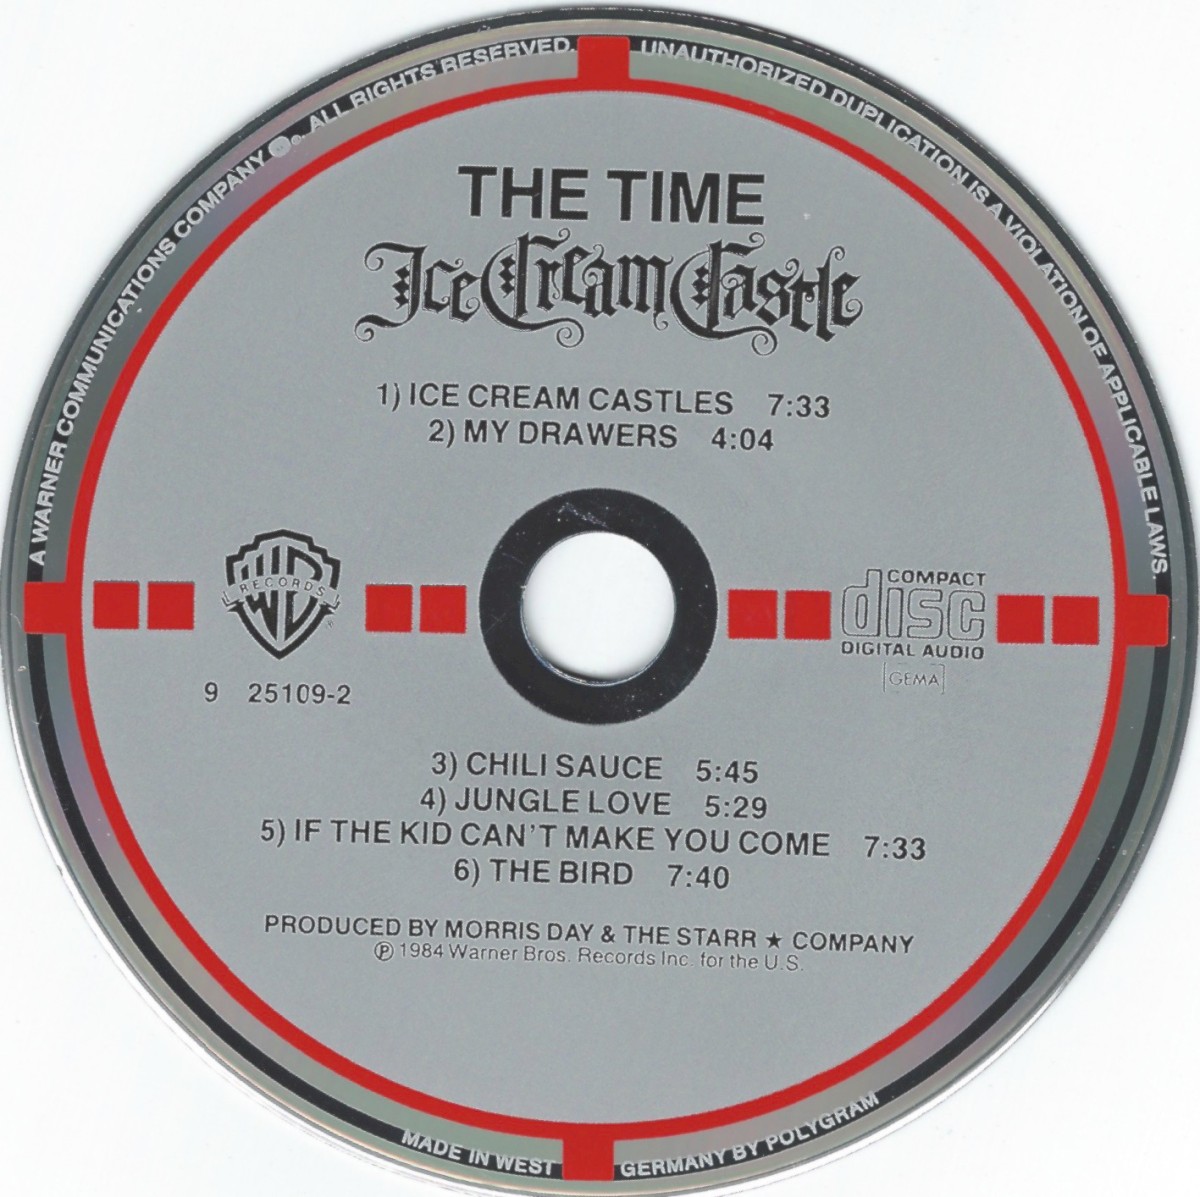 A WARNER COMMUNICATIONS COMPANY ALL RIGHTS RESERVED.
UNAUTHORIZED DUPLICATION IS A VIOLATION OF APPLICABLE LAWS.
THE TIME
Ice Cream Castle
1) ICE CREAM CASTLES 7:33
2) MY DRAWERS 4:04
WB
RECORDS
9 25109-2
COMPACT
disc
DIGITAL AUDIO
GEMA
3) CHILI SAUCE 5:45
4) JUNGLE LOVE 5:29
5) IF THE KID CAN'T MAKE YOU COME 7:33
6) THE BIRD 7:40
PRODUCED BY MORRIS DAY & THE STARR ★ COMPANY
℗ 1984 Warner Bros. Records Inc. for the U.S.
MADE IN WEST GERMANY BY POLYGRAM